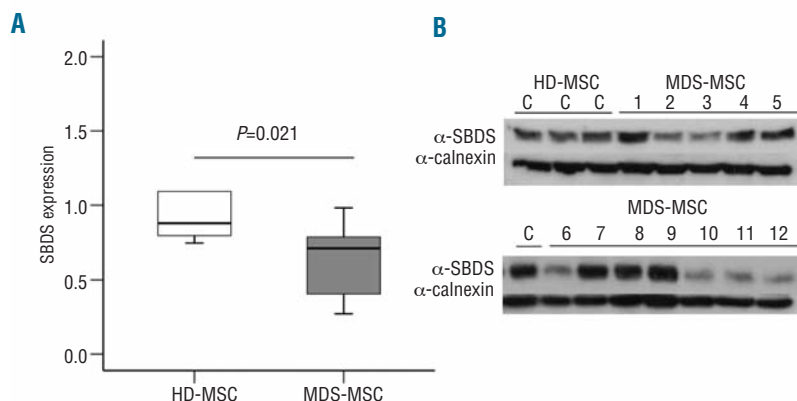 A
2.0
1.5
1.0
0.5
0.0
SBDS expression
P=0.021
HD-MSC MDS-MSC
B
HD-MSC MDS-MSC
C C C 1 2 3 4 5
α-SBDS
α-calnexin
MDS-MSC
C 6 7 8 9 10 11 12
α-SBDS
α-calnexin